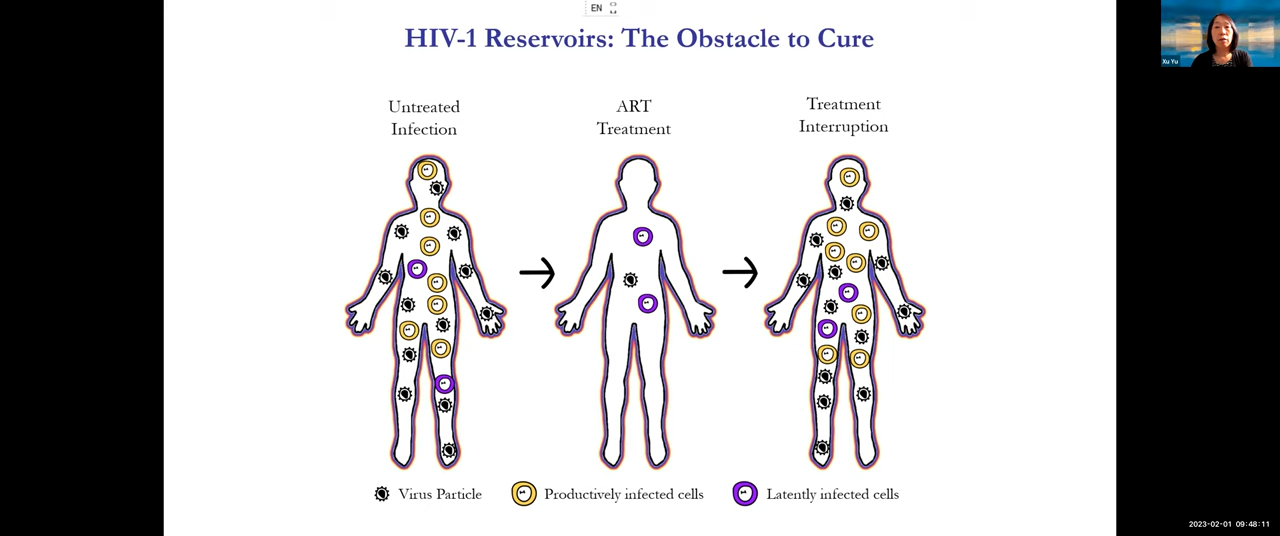 EN
HIV-1 Reservoirs: The Obstacle to Cure
Xu Yu
Untreated
Infection
ART
Treatment
Treatment
Interruption
Virus Particle
Productively infected cells
Latently infected cells
2023-02-01 09:48:11